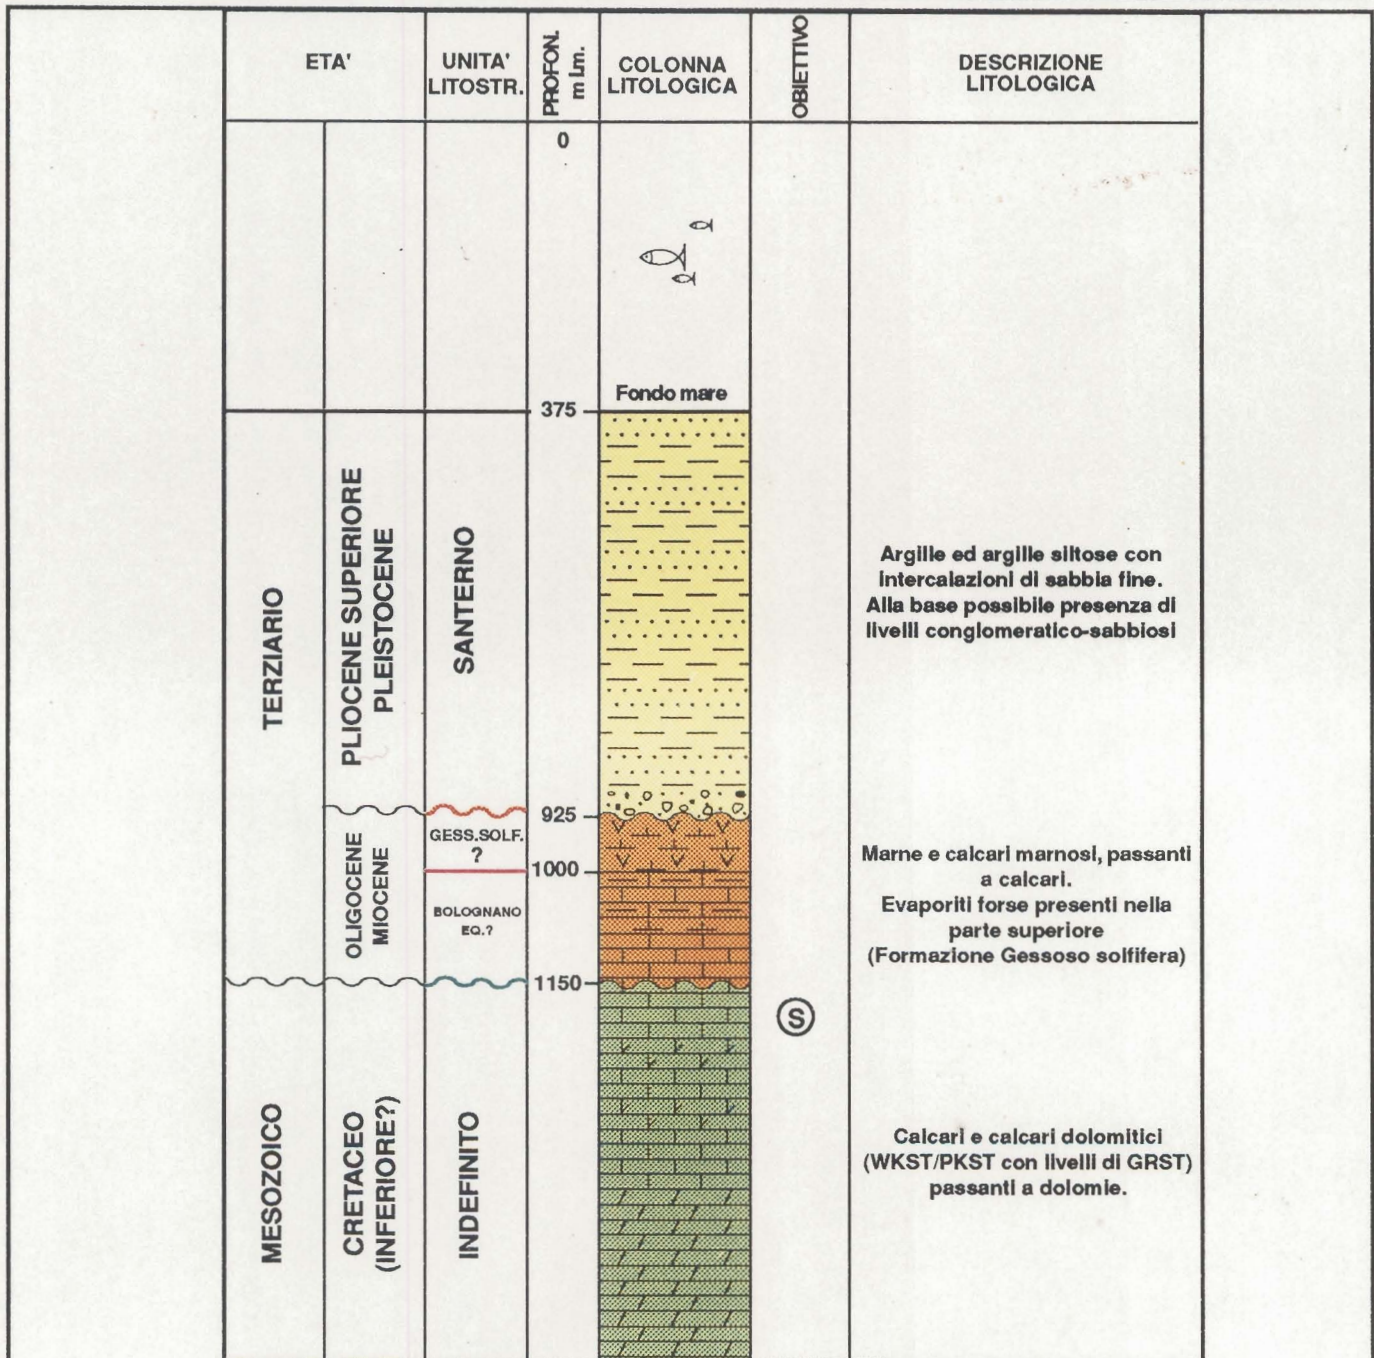 ETA'
UNITA'
LITOSTR.
PROFON.
m l.m.
COLONNA
LITOLOGICA
OBIETTIVO
DESCRIZIONE
LITOLOGICA
0
Fondo mare
375
TERZIARIO
PLIOCENE SUPERIORE
PLEISTOCENE
SANTERNO
Argille ed argille siltose con
intercalazioni di sabbia fine.
Alla base possibile presenza di
livelli conglomeratico-sabbiosi
925
OLIGOCENE
MIOCENE
GESS.SOLF.
?
1000
BOLOGNANO
EQ.?
Marne e calcari marnosi, passanti
a calcari.
Evaporiti forse presenti nella
parte superiore
(Formazione Gessoso solfifera)
1150
S
MESOZOICO
CRETACEO
(INFERIORE?)
INDEFINITO
Calcari e calcari dolomitici
(WKST/PKST con livelli di GRST)
passanti a dolomie.